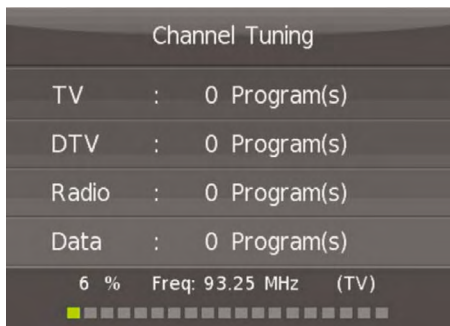 Channel Tuning
TV : 0 Program(s)
DTV : 0 Program(s)
Radio : 0 Program(s)
Data : 0 Program(s)
6 % Freq: 93.25 MHz (TV)